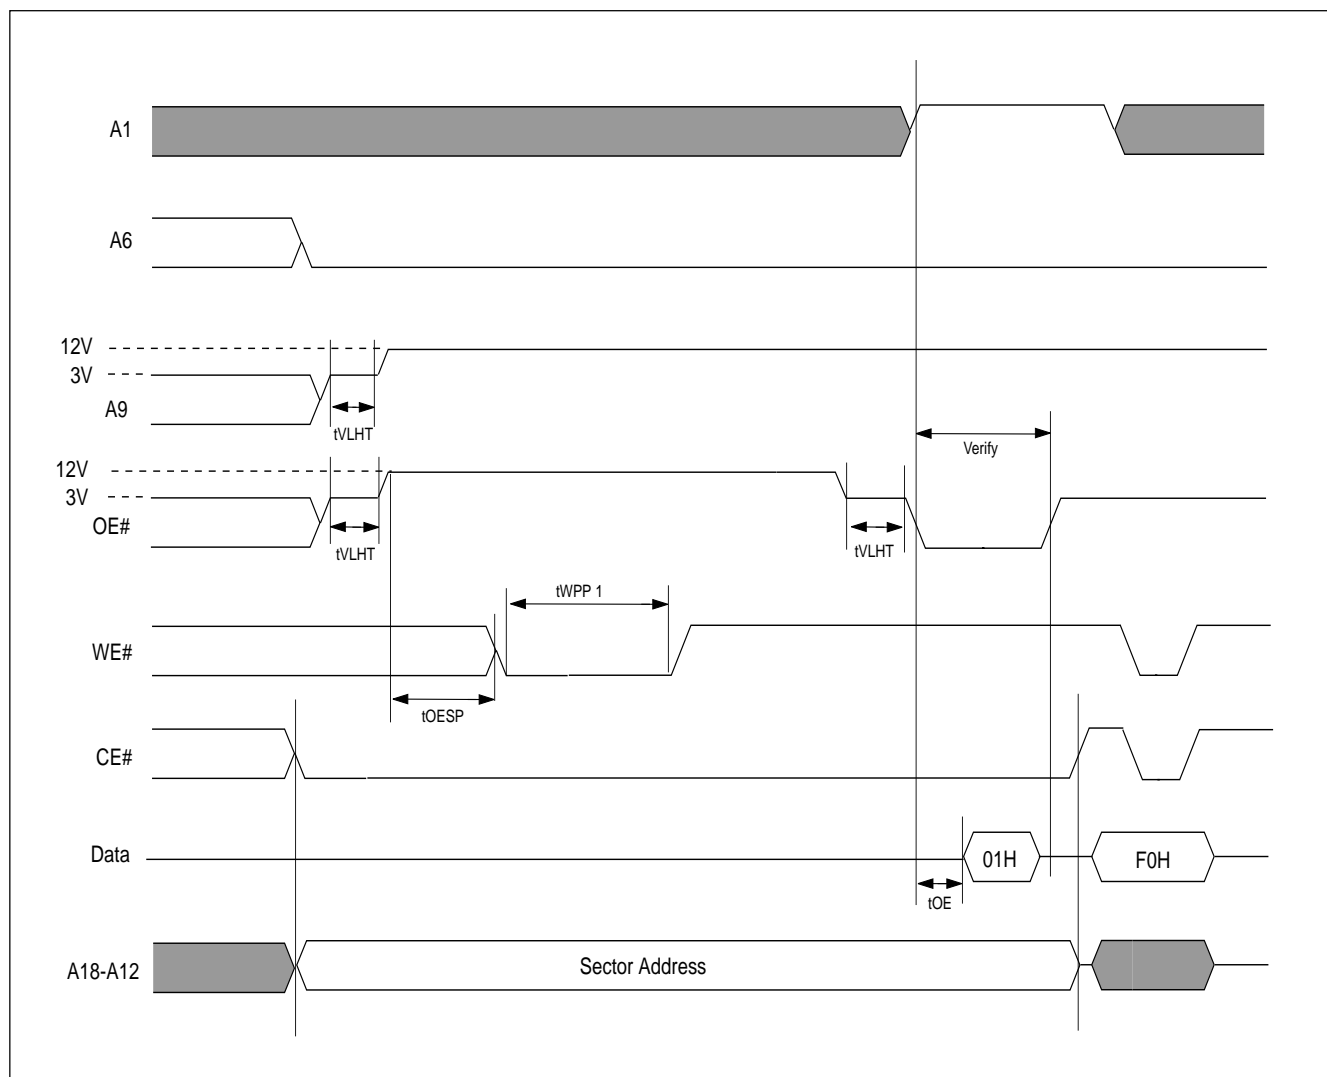 A1
A6
12V
3V
A9
tVLHT
Verify
12V
3V
OE#
tVLHT
tVLHT
tWPP 1
WE#
tOESP
CE#
Data
01H
F0H
tOE
A18-A12
Sector Address